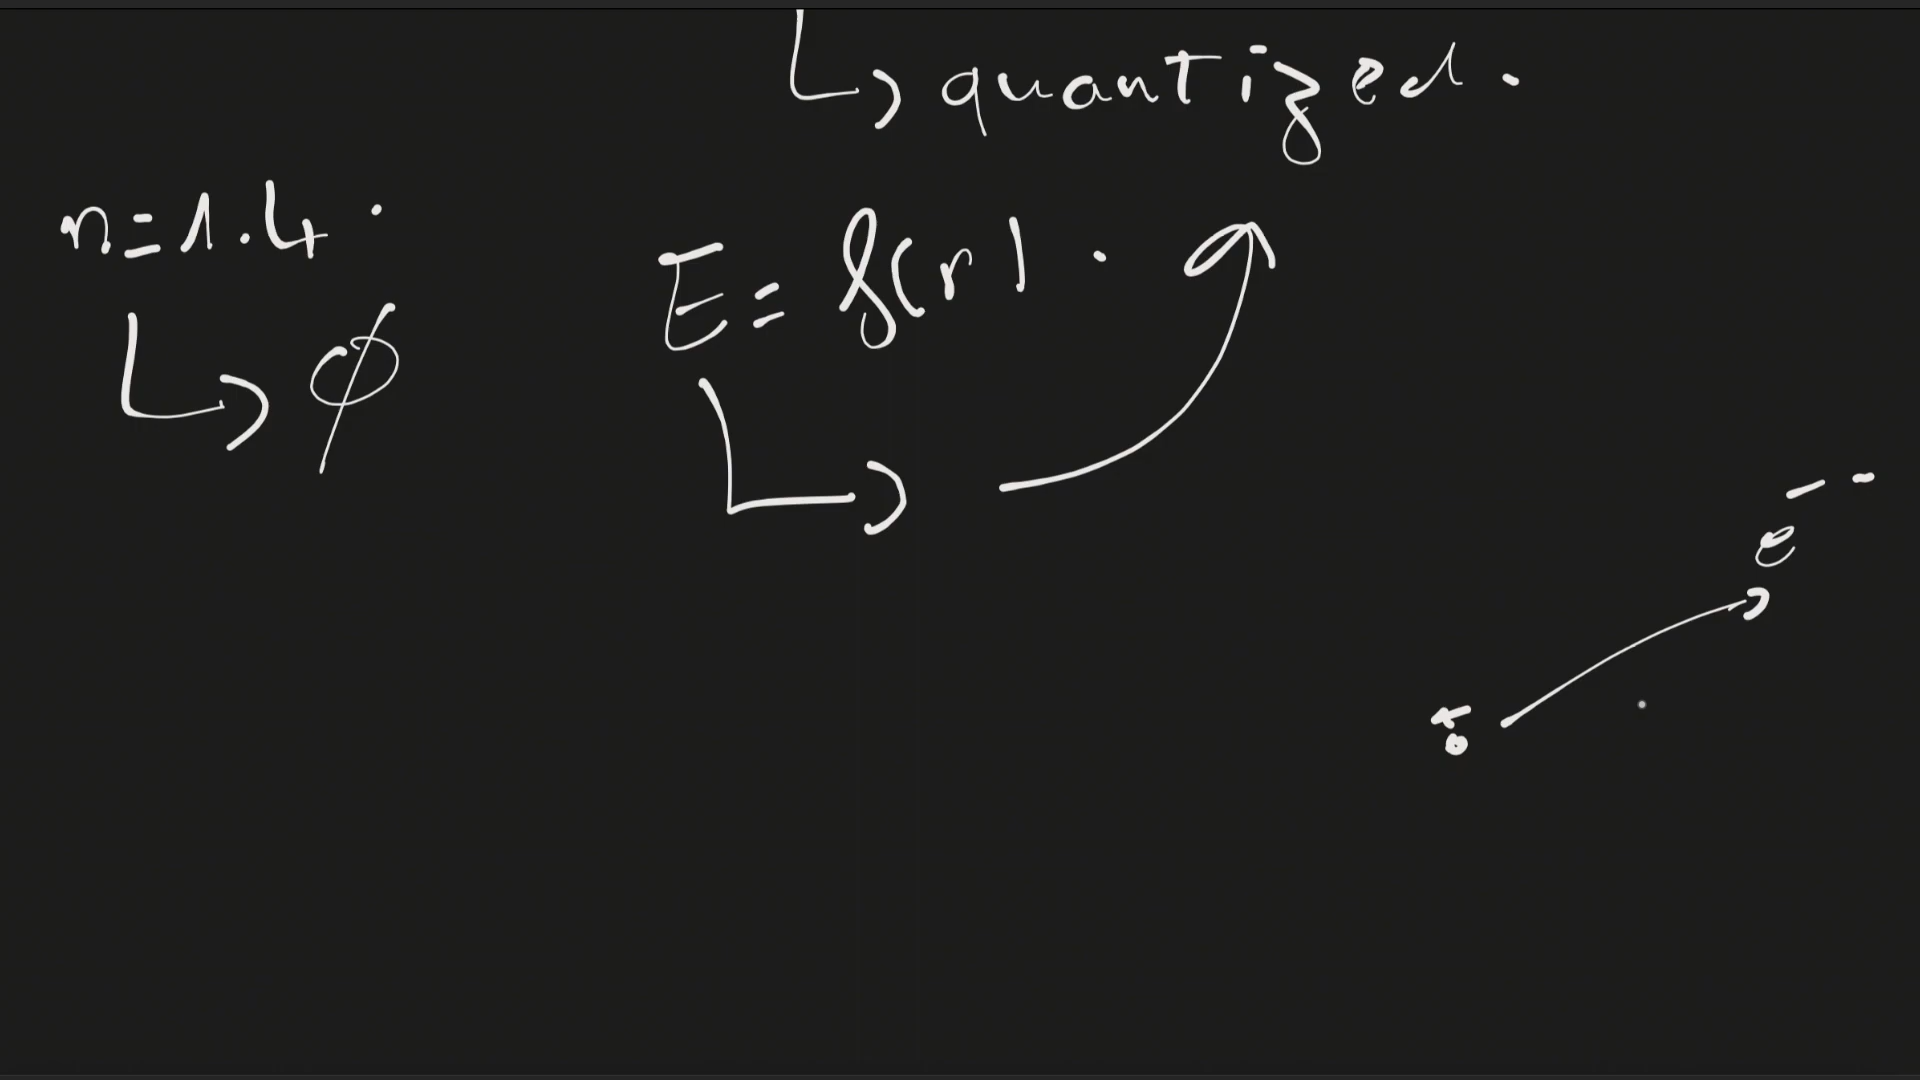 ↳ quantized.
n=1.4.
↳ ϕ
E= f(r).
e